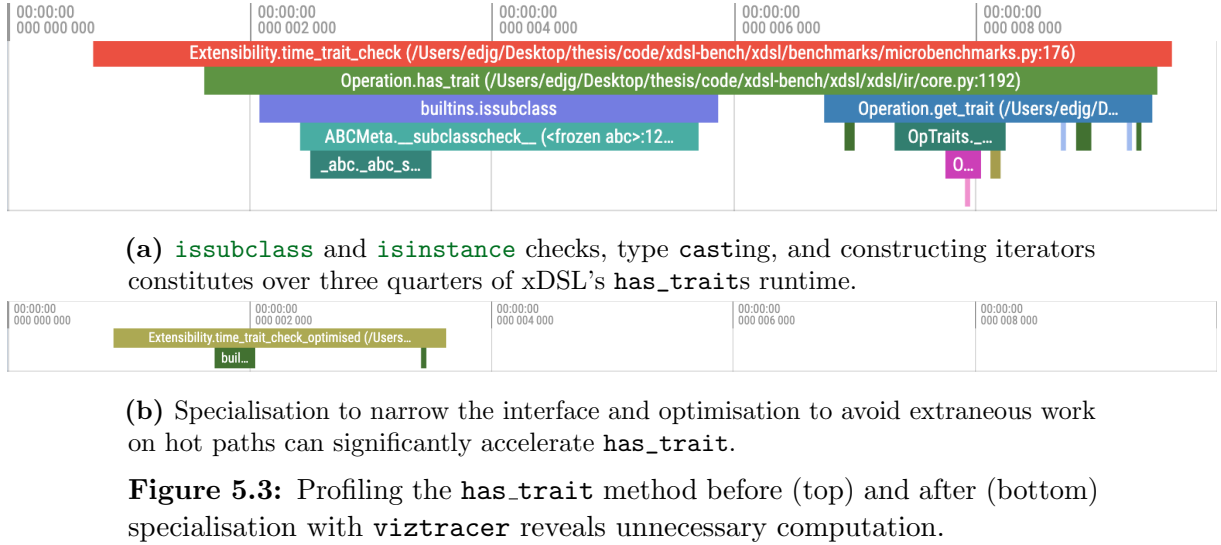 00:00:00 00:00:00 00:00:00 00:00:00 00:00:00
000 000 000 000 002 000 000 004 000 000 006 000 000 008 000
Extensibility.time_trait_check (/Users/edjg/Desktop/thesis/code/xdsl-bench/xdsl/benchmarks/microbenchmarks.py:176)
Operation.has_trait (/Users/edjg/Desktop/thesis/code/xdsl-bench/xdsl/xdsl/ir/core.py:1192)
builtins.issubclass Operation.get_trait (/Users/edjg/D...
ABCMeta.__subclasscheck__ (<frozen abc>:12... OpTraits._...
_abc._abc_s... O...
(a) issubclass and isinstance checks, type casting, and constructing iterators
constitutes over three quarters of xDSL's has_traits runtime.
00:00:00 00:00:00 00:00:00 00:00:00 00:00:00
000 000 000 000 002 000 000 004 000 000 006 000 000 008 000
Extensibility.time_trait_check_optimised (/Users...
buil...
(b) Specialisation to narrow the interface and optimisation to avoid extraneous work
on hot paths can significantly accelerate has_trait.
Figure 5.3: Profiling the has_trait method before (top) and after (bottom)
specialisation with viztracer reveals unnecessary computation.